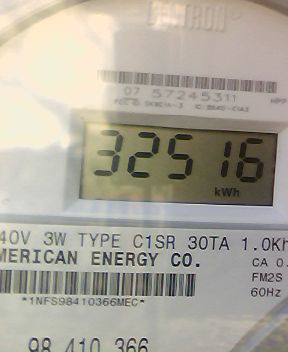 CENTRON®
07 57245311
32516
kWh
40V 3W TYPE C1SR 30TA 1.0Kh
MERICAN ENERGY CO.
CA 0.
FM2S
60Hz
*1NFS98410366MEC*
98 410 366